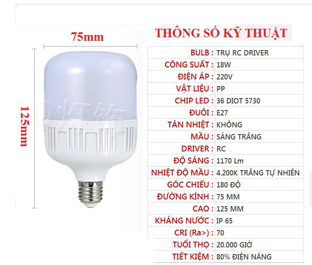 75mm
125mm
THÔNG SỐ KỸ THUẬT
BULB : TRỤ RC DRIVER
CÔNG SUẤT : 18W
ĐIỆN ÁP : 220V
VẬT LIỆU : PP
CHIP LED : 36 DIOT 5730
ĐUÔI : E27
TẢN NHIỆT : KHÔNG
MÀU : SÁNG TRẮNG
DRIVER : RC
ĐỘ SÁNG : 1170 Lm
NHIỆT ĐỘ MÀU : 4.200K TRẮNG TỰ NHIÊN
GÓC CHIẾU : 180 ĐỘ
ĐƯỜNG KÍNH : 75 MM
CAO : 125 MM
KHÁNG NƯỚC : IP 65
CRI (Ra>) : 70
TUỔI THỌ : 20.000 GIỜ
TIẾT KIỆM : 80% ĐIỆN NĂNG